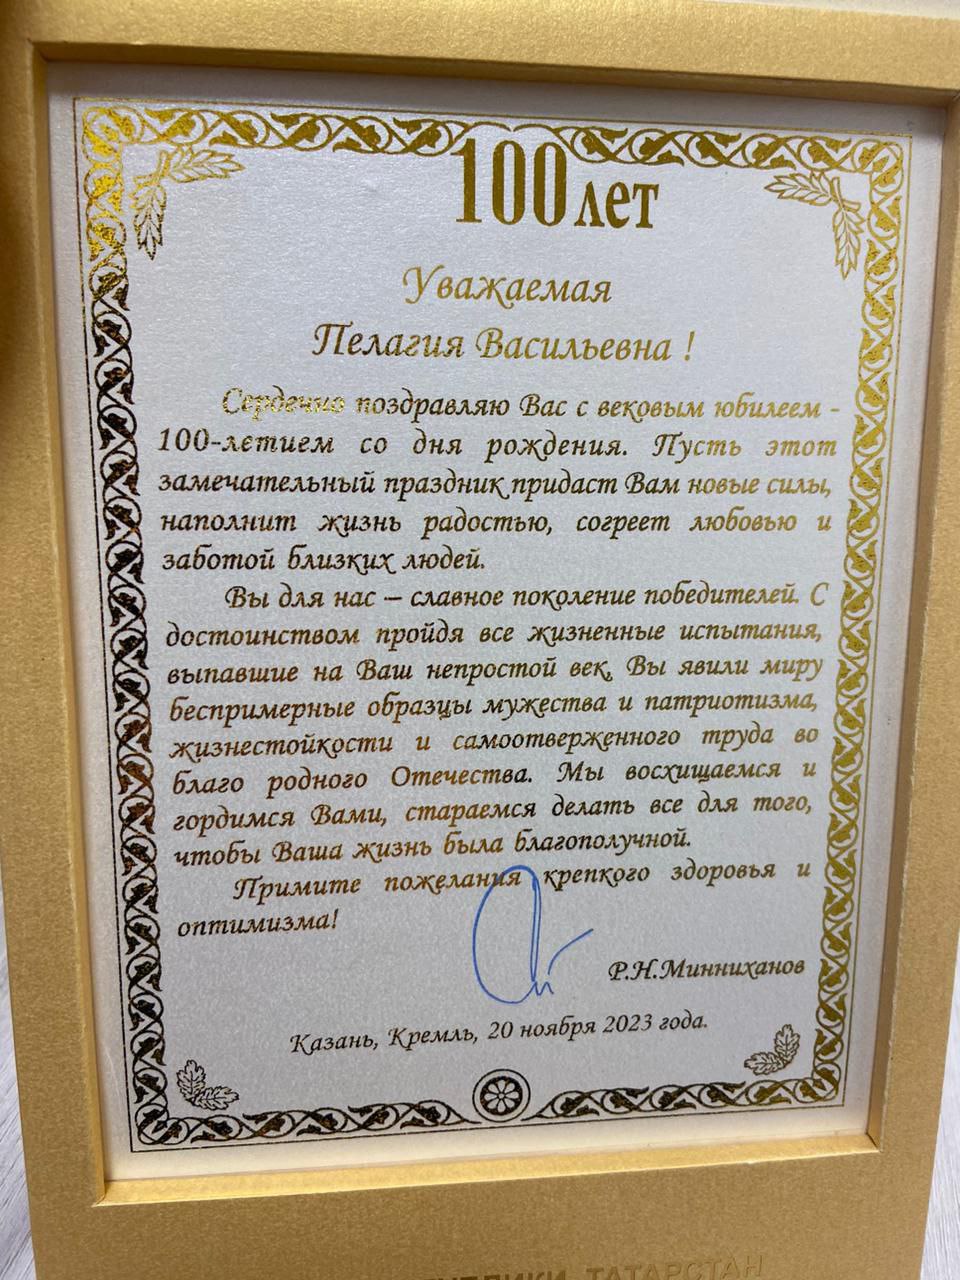 100 лет
Уважаемая
Пелагия Васильевна !
Сердечно поздравляю Вас с вековым юбилеем -
100-летием со дня рождения. Пусть этот
замечательный праздник придаст Вам новые силы,
наполнит жизнь радостью, согреет любовью и
заботой близких людей.
Вы для нас – славное поколение победителей. С
достоинством пройдя все жизненные испытания,
выпавшие на Ваш непростой век, Вы явили миру
беспримерные образцы мужества и патриотизма,
жизнестойкости и самоотверженного труда во
благо родного Отечества. Мы восхищаемся и
гордимся Вами, стараемся делать все для того,
чтобы Ваша жизнь была благополучной.
Примите пожелания крепкого здоровья и
оптимизма!
Р.Н.Минниханов
Казань, Кремль, 20 ноября 2023 года.
ТАТАРСТАН